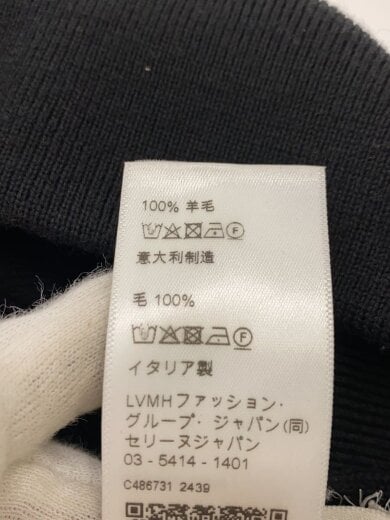 100% 羊毛
意大利制造
毛 100%
F
イタリア製
LVMHファッション・
グループ・ジャパン(同)
セリーヌジャパン
03 - 5414 - 1401
C486731 2439